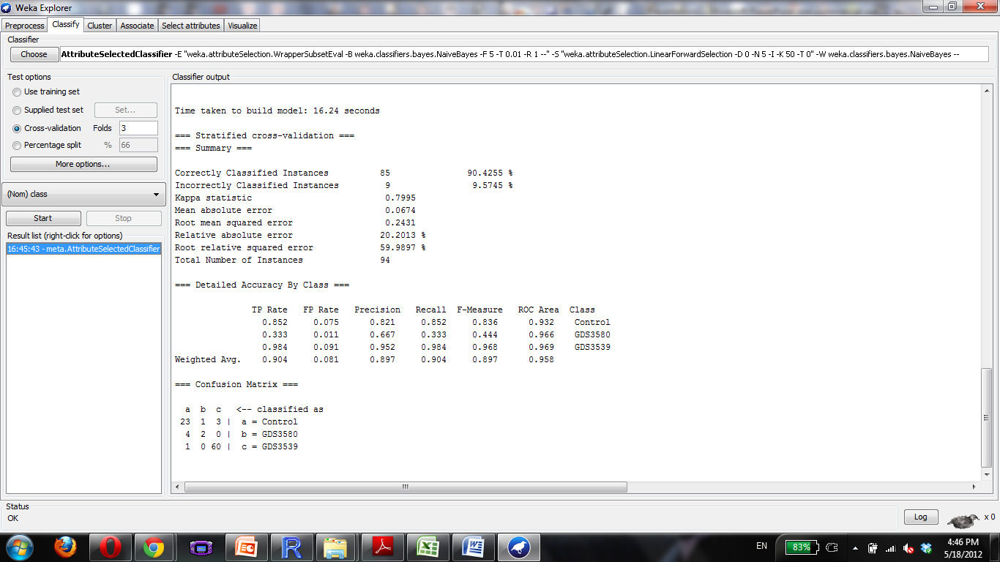 Weka Explorer
Preprocess Classify Cluster Associate Select attributes Visualize
Classifier
Choose AttributeSelectedClassifier -E "weka.attributeSelection.WrapperSubsetEval -B weka.classifiers.bayes.NaiveBayes -F 5 -T 0.01 -R 1 --" -S "weka.attributeSelection.LinearForwardSelection -D 0 -N 5 -I -K 50 -T 0" -W weka.classifiers.bayes.NaiveBayes --
Test options
Use training set
Supplied test set Set...
Cross-validation Folds 3
Percentage split % 66
More options...
(Nom) class
Start Stop
Result list (right-click for options)
16:45:43 - meta.AttributeSelectedClassifier
Classifier output
Time taken to build model: 16.24 seconds
=== Stratified cross-validation ===
=== Summary ===
Correctly Classified Instances 85 90.4255 %
Incorrectly Classified Instances 9 9.5745 %
Kappa statistic 0.7995
Mean absolute error 0.0674
Root mean squared error 0.2431
Relative absolute error 20.2013 %
Root relative squared error 59.9897 %
Total Number of Instances 94
=== Detailed Accuracy By Class ===
TP Rate FP Rate Precision Recall F-Measure ROC Area Class
0.852 0.075 0.821 0.852 0.836 0.932 Control
0.333 0.011 0.667 0.333 0.444 0.966 GDS3580
0.984 0.091 0.952 0.984 0.968 0.969 GDS3539
Weighted Avg. 0.904 0.081 0.897 0.904 0.897 0.958
=== Confusion Matrix ===
a b c <-- classified as
23 1 3 | a = Control
4 2 0 | b = GDS3580
1 0 60 | c = GDS3539
Status
OK
Log x 0
EN 83% 4:46 PM
5/18/2012